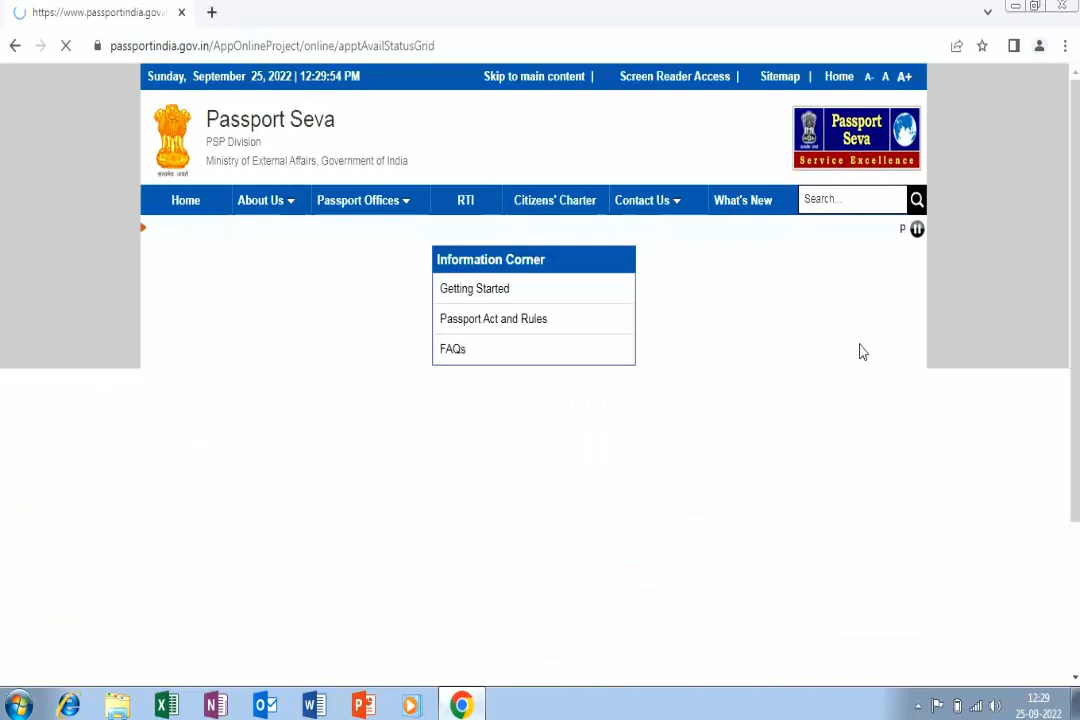 https://www.passportindia.gov.
passportindia.gov.in/AppOnlineProject/online/apptAvailStatusGrid
Sunday, September 25, 2022 | 12:29:54 PM
Skip to main content |
Screen Reader Access |
Sitemap |
Home
A-
A
A+
Passport Seva
PSP Division
Ministry of External Affairs, Government of India
सत्यमेव जयते
Passport
Seva
Service Excellence
Home
About Us
Passport Offices
RTI
Citizens' Charter
Contact Us
What's New
Search...
P
Information Corner
Getting Started
Passport Act and Rules
FAQs
12:29
25-09-2022